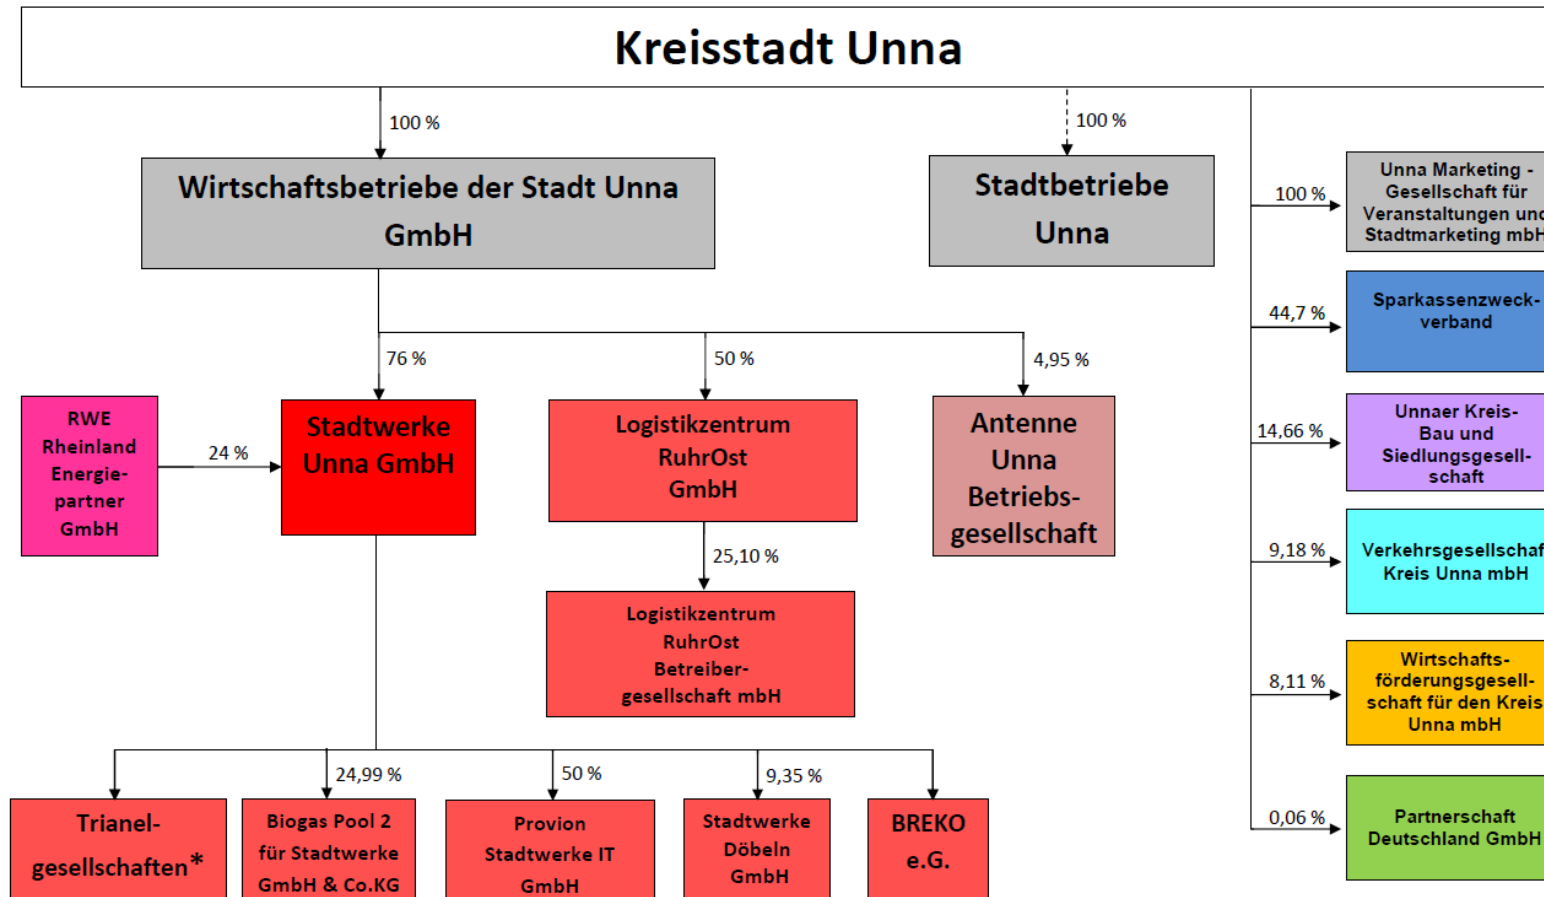 Kreisstadt Unna
100 %
100 %
Wirtschaftsbetriebe der Stadt Unna
GmbH
Stadtbetriebe
Unna
100 %
Unna Marketing -
Gesellschaft für
Veranstaltungen und
Stadtmarketing mbH
44,7 %
Sparkassenzweck-
verband
76 %
50 %
4,95 %
RWE
Rheinland
Energie-
partner
GmbH
24 %
Stadtwerke
Unna GmbH
Logistikzentrum
RuhrOst
GmbH
Antenne
Unna
Betriebs-
gesellschaft
14,66 %
Unnaer Kreis-
Bau und
Siedlungsgesell-
schaft
25,10 %
9,18 %
Verkehrsgesellschaf
Kreis Unna mbH
Logistikzentrum
RuhrOst
Betreiber-
gesellschaft mbH
8,11 %
Wirtschafts-
förderungsgesell-
schaft für den Kreis
Unna mbH
24,99 %
50 %
9,35 %
Trianel-
gesellschaften*
Biogas Pool 2
für Stadtwerke
GmbH & Co.KG
Provion
Stadtwerke IT
GmbH
Stadtwerke
Döbeln
GmbH
BREKO
e.G.
0,06 %
Partnerschaft
Deutschland GmbH